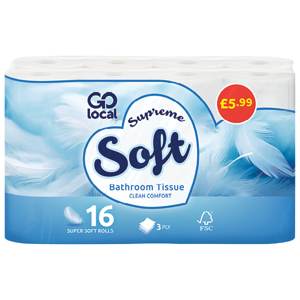 GO
local
£5.99
Supreme
Soft
Bathroom Tissue
CLEAN COMFORT
16
SUPER SOFT ROLLS
3 PLY
FSC